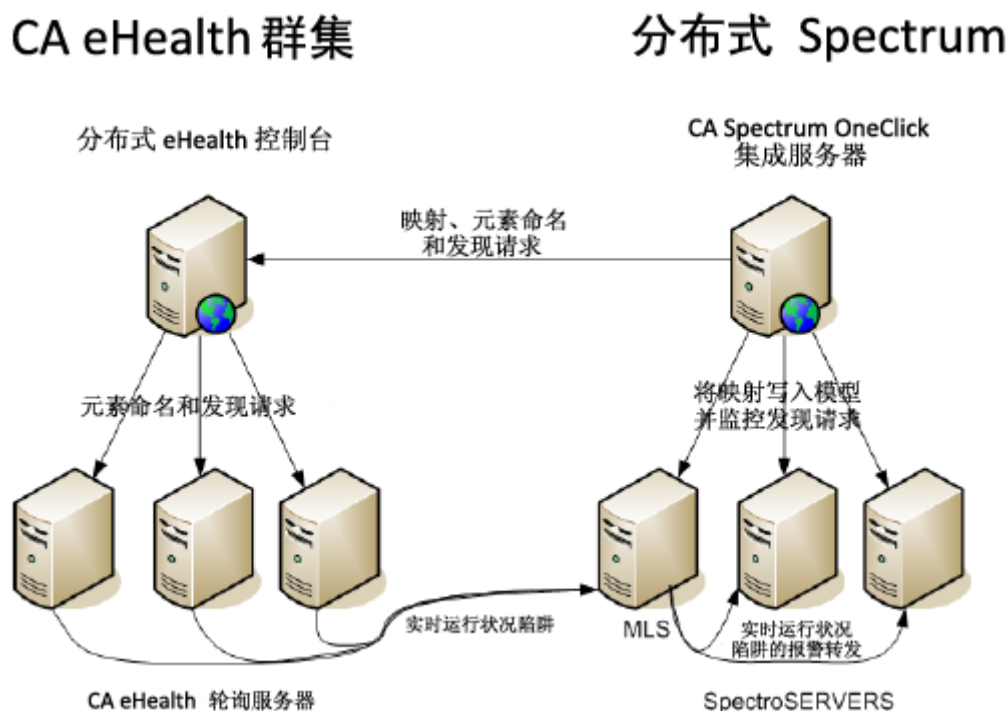 CA eHealth 群集
分布式 Spectrum
分布式 eHealth 控制台
CA Spectrum OneClick
集成服务器
映射、元素命名
和发现请求
元素命名和发现请求
将映射写入模型
并监控发现请求
实时运行状况陷阱
MLS
实时运行状况
陷阱的报警转发
CA eHealth 轮询服务器
SpectroSERVERS